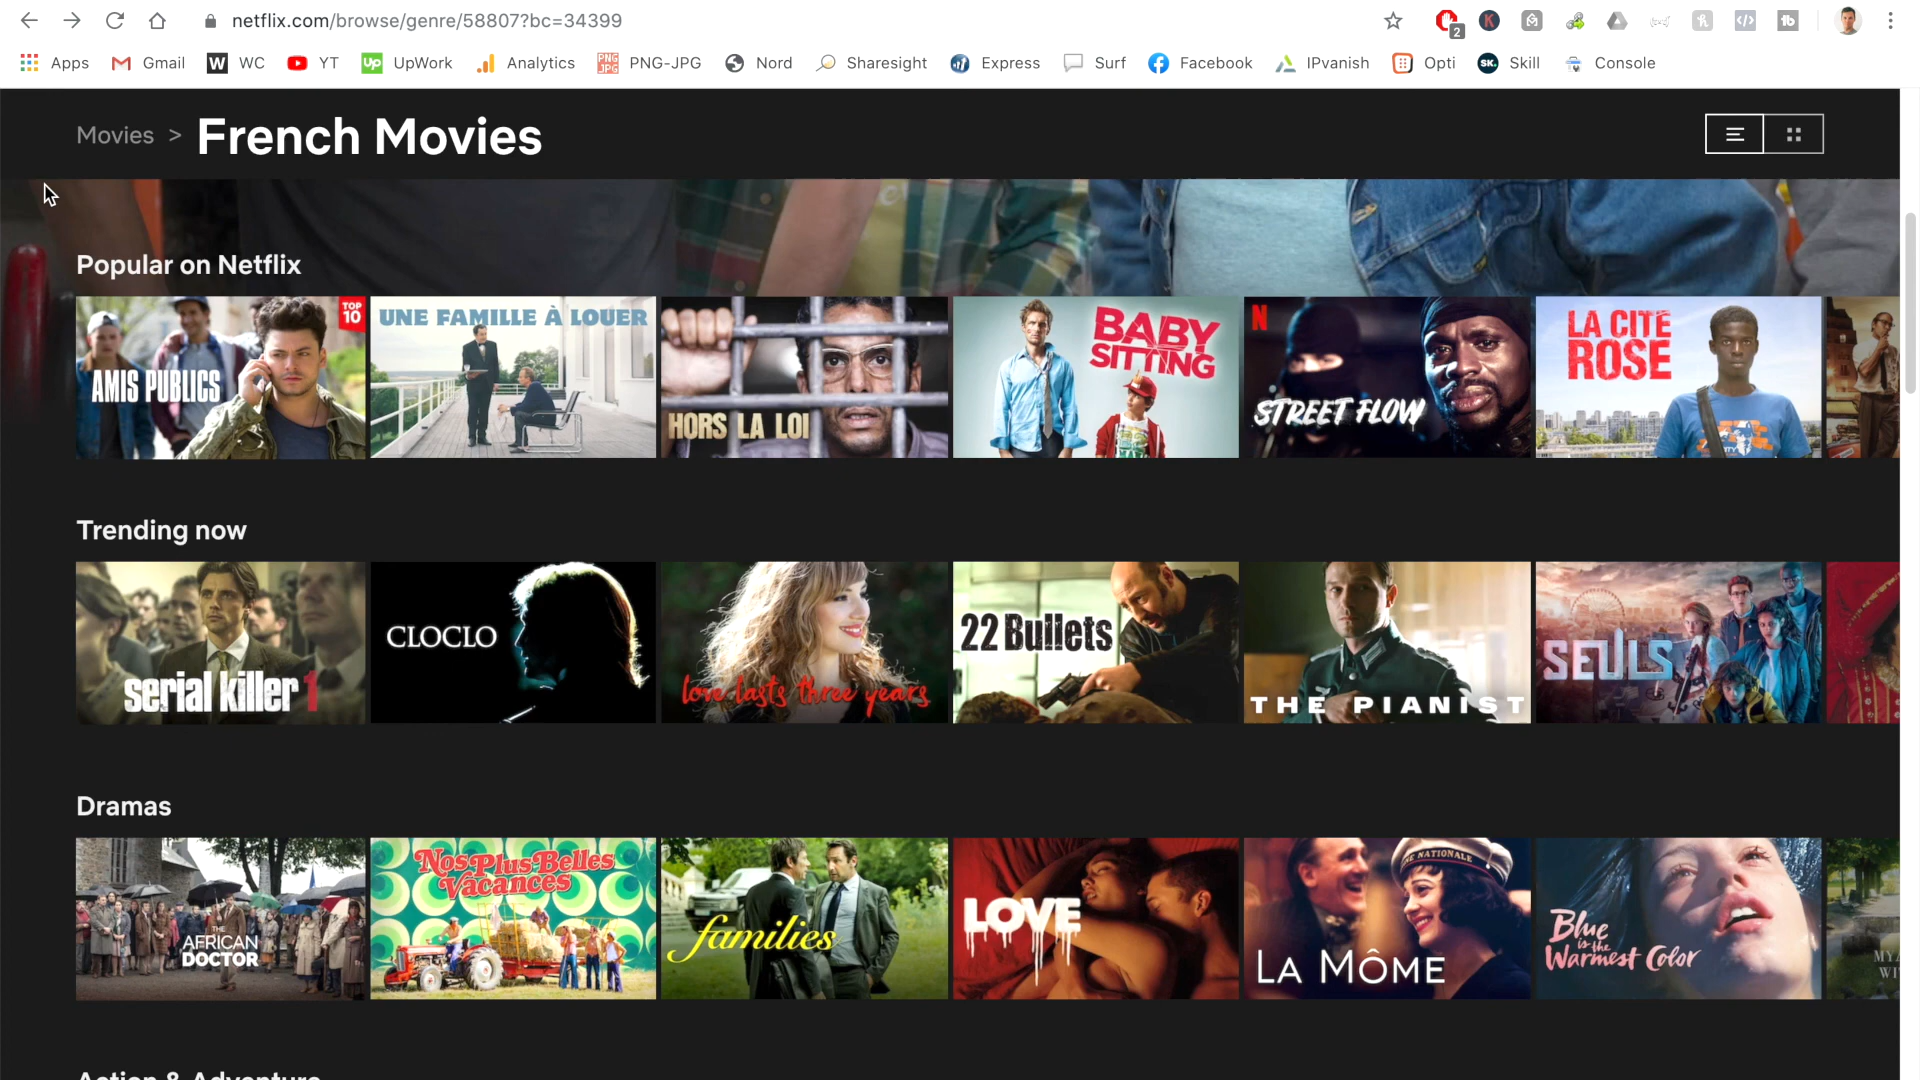 netflix.com/browse/genre/58807?bc=34399
2
Apps Gmail WC YT UpWork Analytics PNG-JPG Nord Sharesight Express Surf Facebook IPvanish Opti Skill Console
Movies > French Movies
Popular on Netflix
TOP
10
AMIS PUBLICS
UNE FAMILLE À LOUER
HORS LA LOI
BABY
SITTING
N
STREET FLOW
LA CITÉ
ROSE
Trending now
serial killer 1
CLOCLO
love lasts three years
22 Bullets
THE PIANIST
SEULS
Dramas
THE
AFRICAN
DOCTOR
Nos Plus Belles
Vacances
families
LOVE
NATIONALE
LA MÔME
Blue
is the
Warmest Color
Action & Adventure